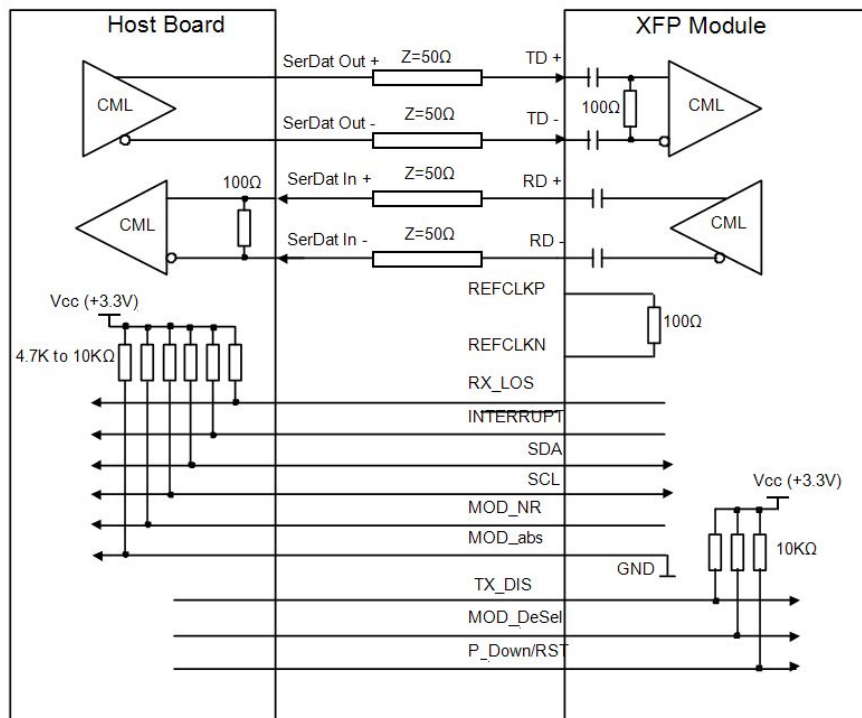 Host Board
XFP Module
SerDat Out +
Z=50Ω
TD +
CML
100Ω
CML
SerDat Out -
Z=50Ω
TD -
100Ω
SerDat In +
Z=50Ω
RD +
CML
CML
SerDat In -
Z=50Ω
RD -
REFCLKP
Vcc (+3.3V)
100Ω
4.7K to 10KΩ
REFCLKN
RX_LOS
INTERRUPT
SDA
SCL
Vcc (+3.3V)
MOD_NR
MOD_abs
10KΩ
GND
TX_DIS
MOD_DeSel
P_Down/RST